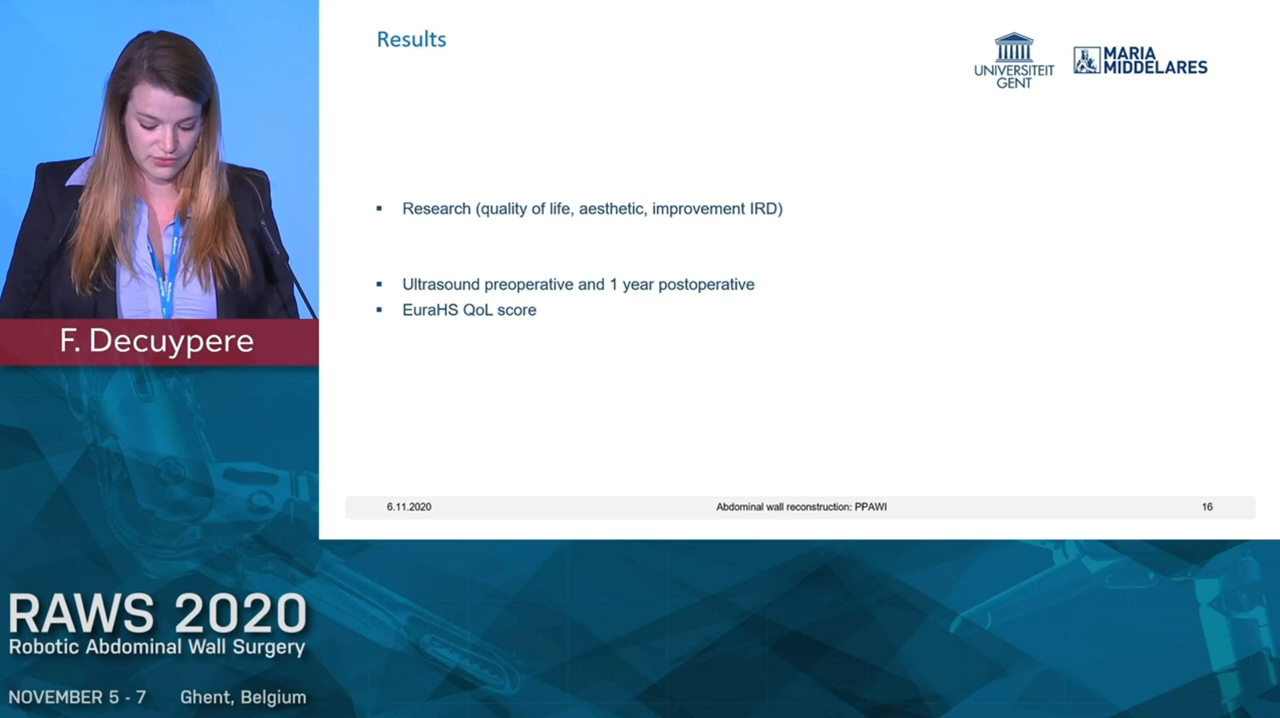 Results
UNIVERSITEIT
GENT
MARIA
MIDDELARES
▪ Research (quality of life, aesthetic, improvement IRD)
▪ Ultrasound preoperative and 1 year postoperative
▪ EuraHS QoL score
6.11.2020 Abdominal wall reconstruction: PPAWI 16
F. Decuypere
RAWS 2020
Robotic Abdominal Wall Surgery
NOVEMBER 5 - 7 Ghent, Belgium